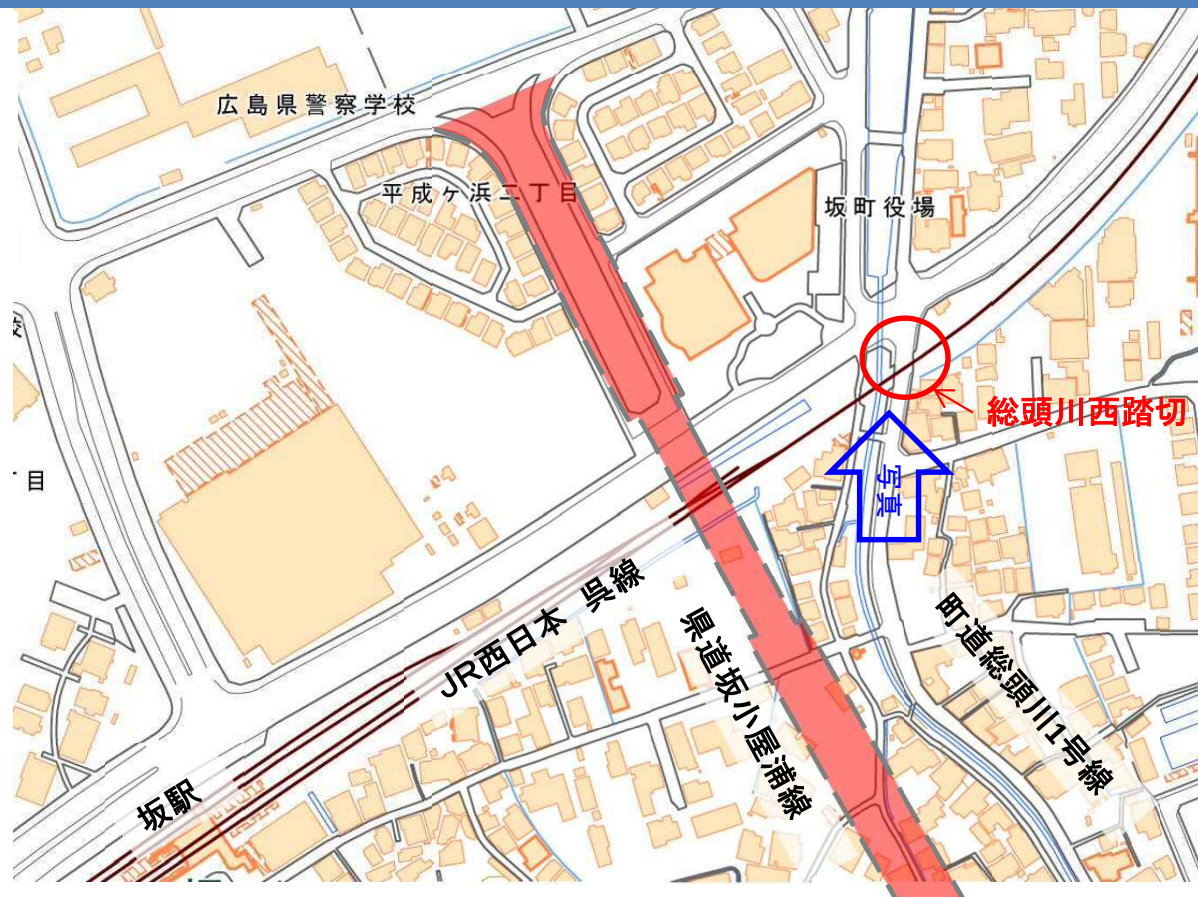 広島県警察学校
平成ヶ浜二丁目
坂町役場
総頭川西踏切
目
写真
JR西日本 呉線
県道坂小屋浦線
町道総頭川1号線
坂駅